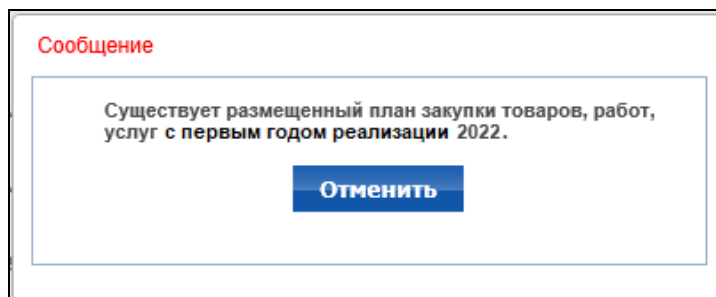 Сообщение
Существует размещенный план закупки товаров, работ,
услуг с первым годом реализации 2022.
Отменить